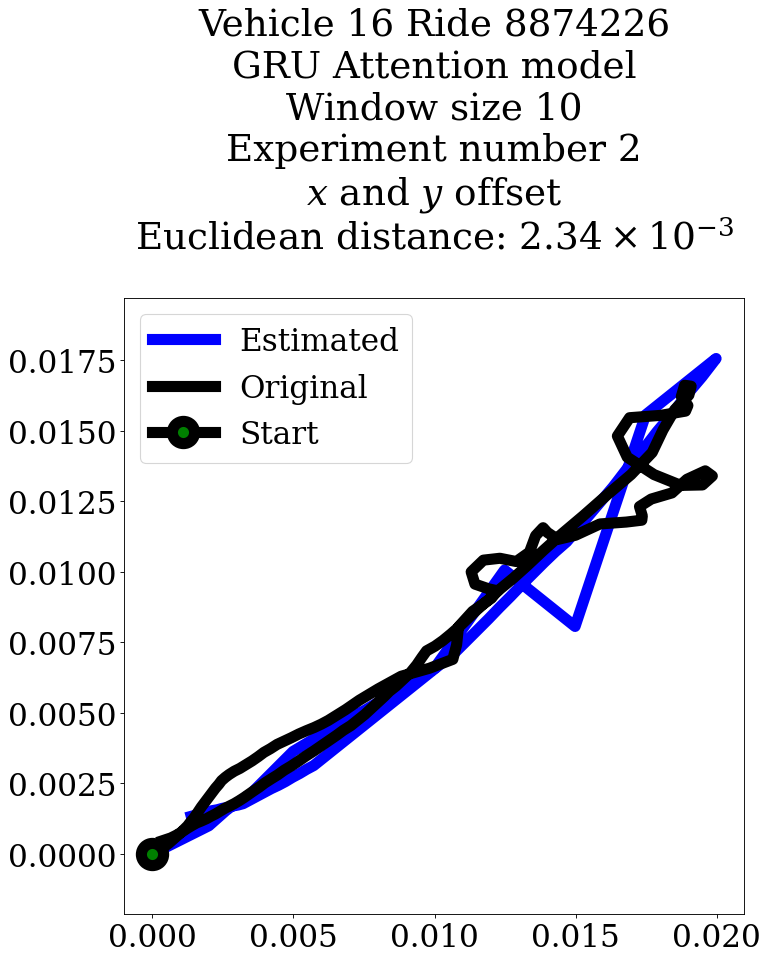 Vehicle 16 Ride 8874226
GRU Attention model
Window size 10
Experiment number 2
x and y offset
Euclidean distance: 2.34 × 10⁻³
Estimated
Original
Start
0.0175
0.0150
0.0125
0.0100
0.0075
0.0050
0.0025
0.0000
0.000 0.005 0.010 0.015 0.020